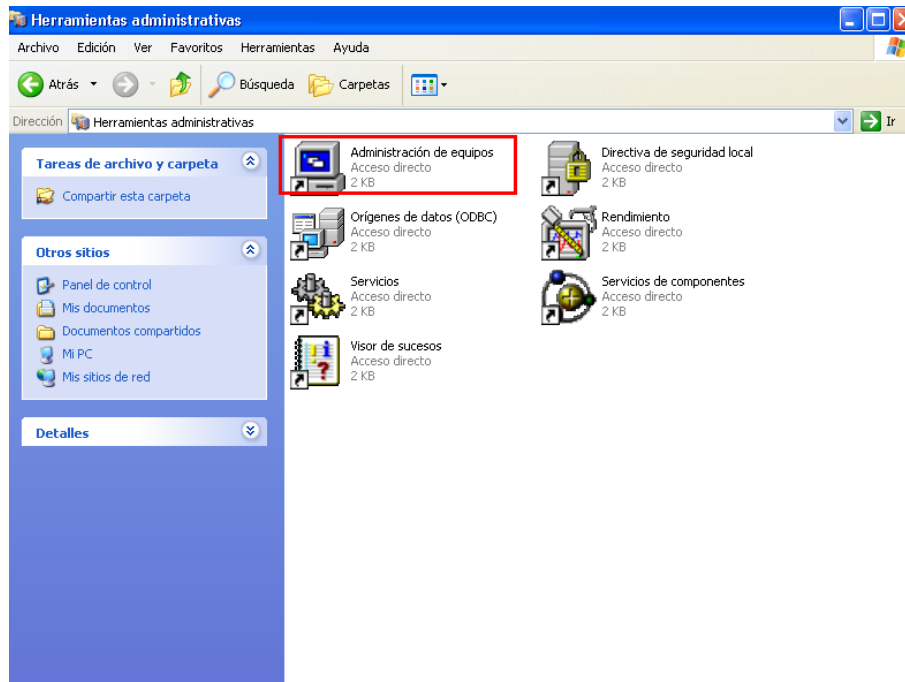 Herramientas administrativas
Archivo Edición Ver Favoritos Herramientas Ayuda
Atrás Búsqueda Carpetas
Dirección Herramientas administrativas Ir
Tareas de archivo y carpeta
Compartir esta carpeta
Otros sitios
Panel de control
Mis documentos
Documentos compartidos
Mi PC
Mis sitios de red
Detalles
Administración de equipos
Acceso directo
2 KB
Directiva de seguridad local
Acceso directo
2 KB
Orígenes de datos (ODBC)
Acceso directo
2 KB
Rendimiento
Acceso directo
2 KB
Servicios
Acceso directo
2 KB
Servicios de componentes
Acceso directo
2 KB
Visor de sucesos
Acceso directo
2 KB